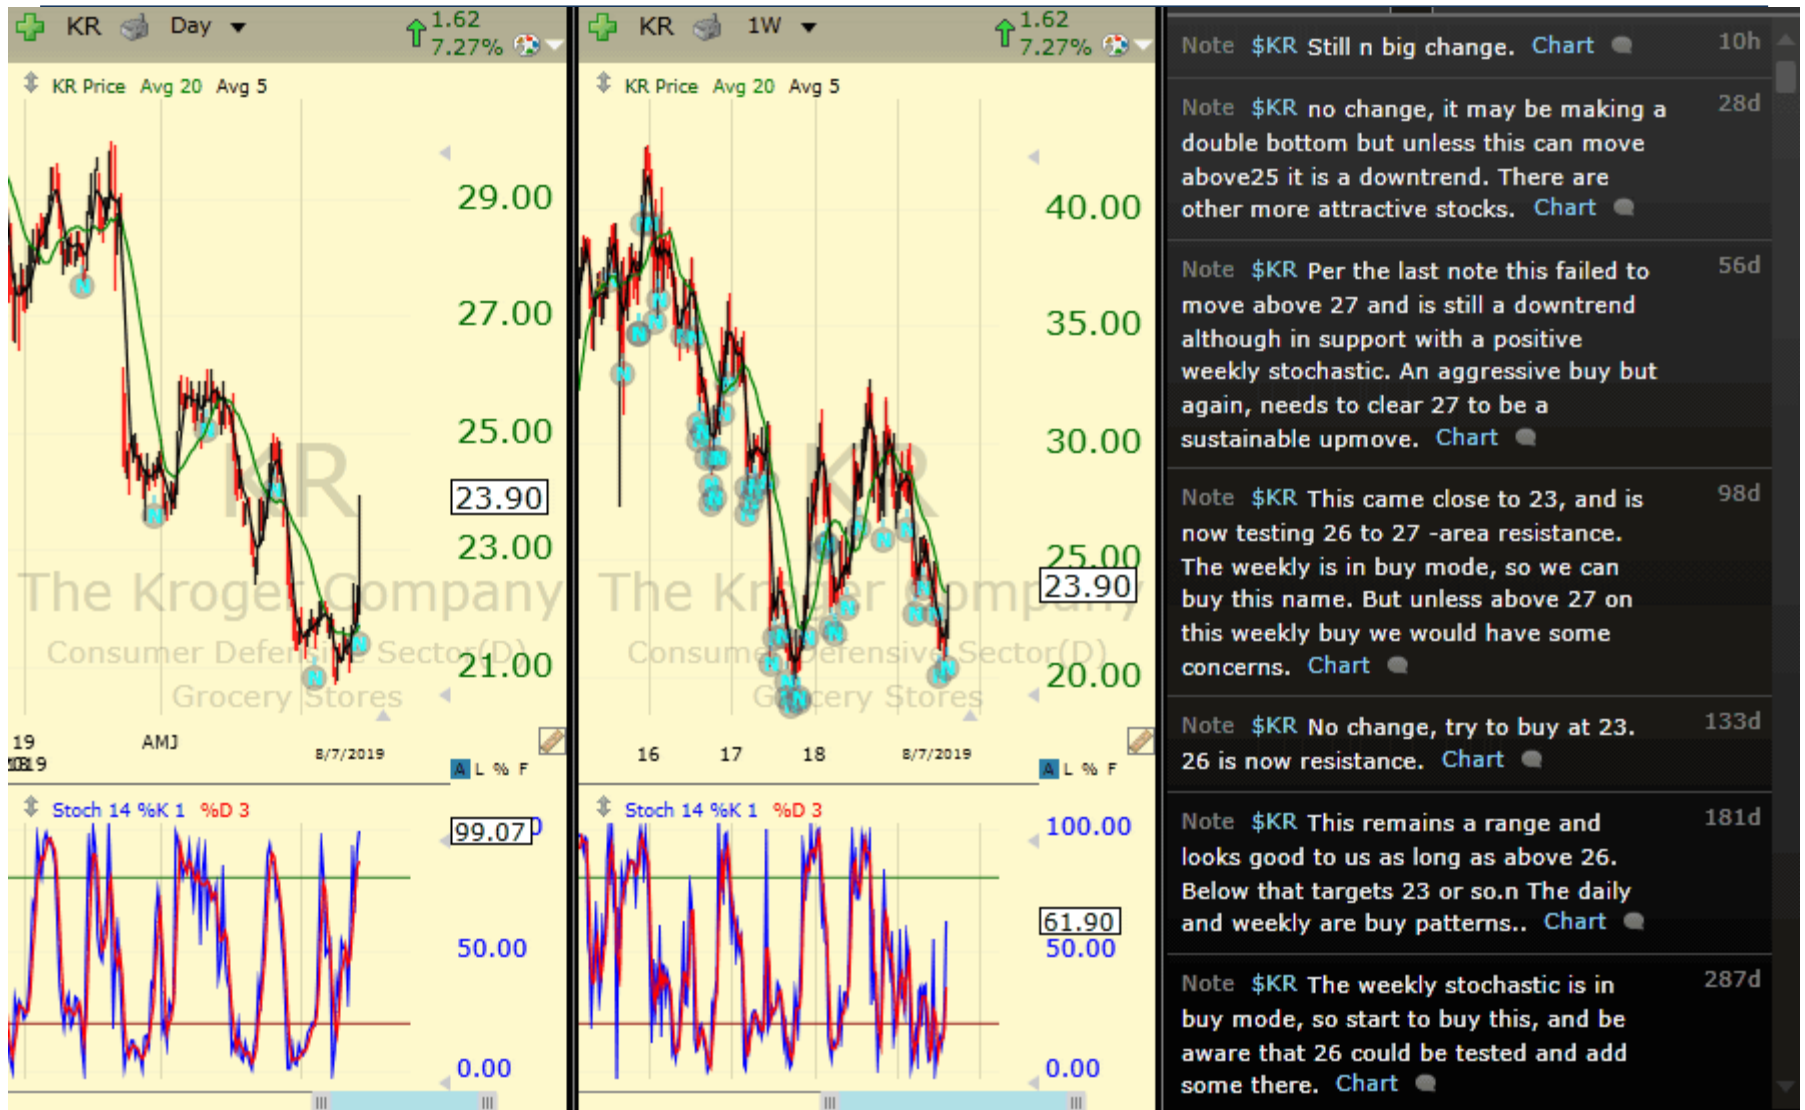 KR Day 1.62
7.27%
KR Price Avg 20 Avg 5
29.00
27.00
25.00
KR
23.90
23.00
The Kroger Company
Consumer Defensive Sector(D)
21.00
Grocery Stores
19 AMJ 8/7/2019
A L % F
Stoch 14 %K 1 %D 3
99.07
50.00
0.00
KR 1W 1.62
7.27%
KR Price Avg 20 Avg 5
40.00
35.00
30.00
KR
25.00
23.90
The Kroger Company
Consumer Defensive Sector(D)
20.00
Grocery Stores
16 17 18 8/7/2019
A L % F
Stoch 14 %K 1 %D 3
100.00
61.90
50.00
0.00
Note $KR Still n big change. Chart 10h
Note $KR no change, it may be making a 28d
double bottom but unless this can move
above25 it is a downtrend. There are
other more attractive stocks. Chart
Note $KR Per the last note this failed to 56d
move above 27 and is still a downtrend
although in support with a positive
weekly stochastic. An aggressive buy but
again, needs to clear 27 to be a
sustainable upmove. Chart
Note $KR This came close to 23, and is 98d
now testing 26 to 27 -area resistance.
The weekly is in buy mode, so we can
buy this name. But unless above 27 on
this weekly buy we would have some
concerns. Chart
Note $KR No change, try to buy at 23. 133d
26 is now resistance. Chart
Note $KR This remains a range and 181d
looks good to us as long as above 26.
Below that targets 23 or so.n The daily
and weekly are buy patterns.. Chart
Note $KR The weekly stochastic is in 287d
buy mode, so start to buy this, and be
aware that 26 could be tested and add
some there. Chart